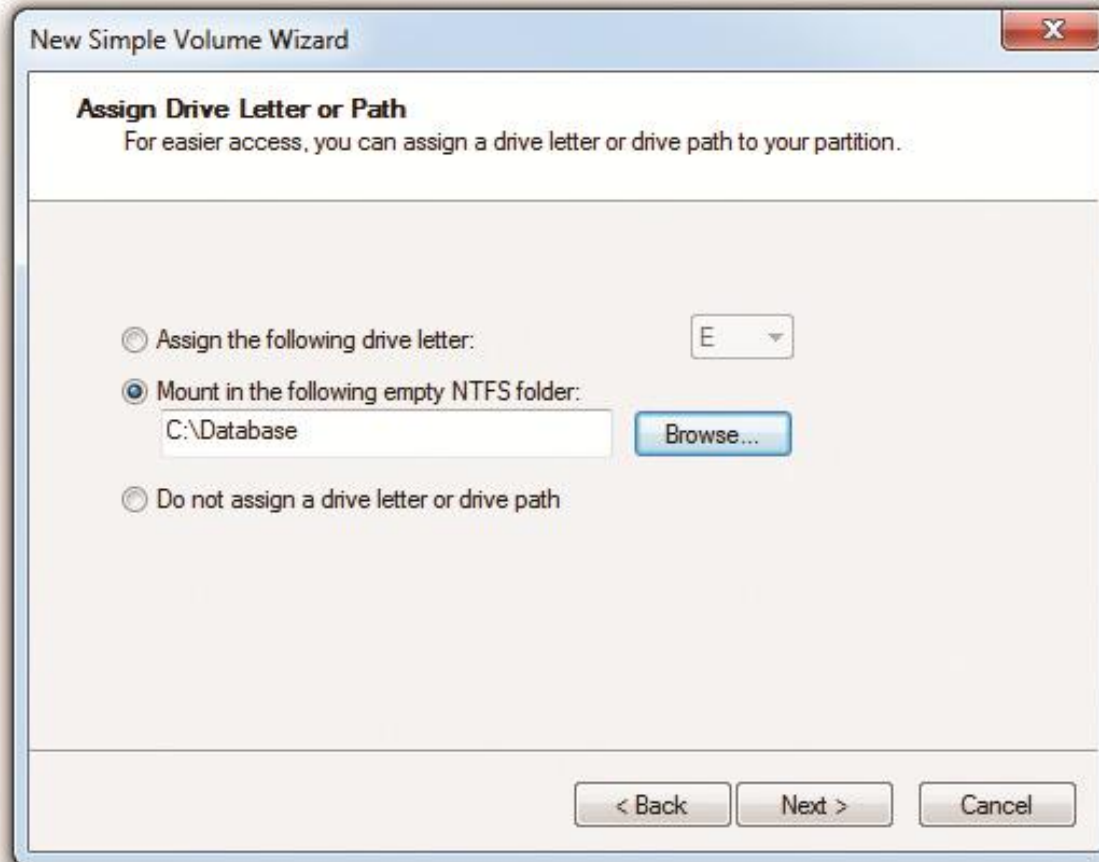 New Simple Volume Wizard
Assign Drive Letter or Path
For easier access, you can assign a drive letter or drive path to your partition.
Assign the following drive letter: E
Mount in the following empty NTFS folder:
C:\Database Browse...
Do not assign a drive letter or drive path
< Back Next > Cancel